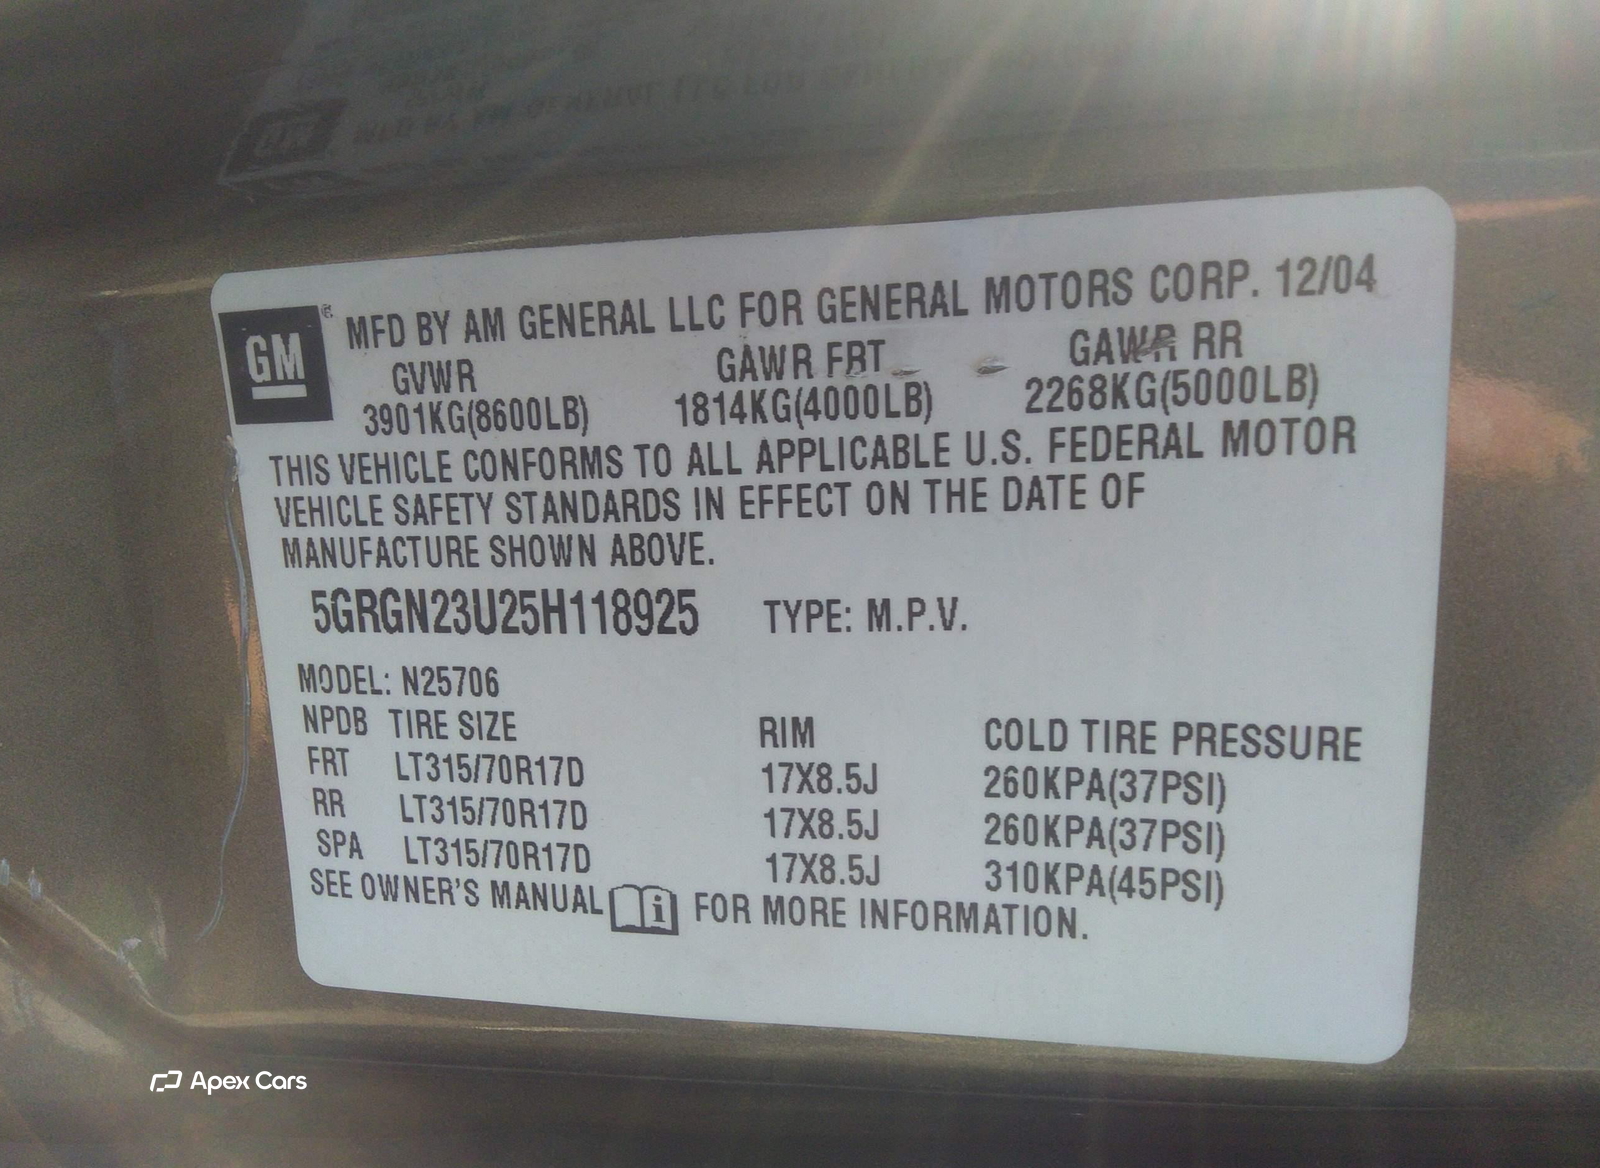 GM
MFD BY AM GENERAL LLC FOR GENERAL MOTORS CORP. 12/04
GVWR GAWR FRT GAWR RR
3901KG(8600LB) 1814KG(4000LB) 2268KG(5000LB)
THIS VEHICLE CONFORMS TO ALL APPLICABLE U.S. FEDERAL MOTOR
VEHICLE SAFETY STANDARDS IN EFFECT ON THE DATE OF
MANUFACTURE SHOWN ABOVE.
5GRGN23U25H118925 TYPE: M.P.V.
MODEL: N25706
NPDB TIRE SIZE RIM COLD TIRE PRESSURE
FRT LT315/70R17D 17X8.5J 260KPA(37PSI)
RR LT315/70R17D 17X8.5J 260KPA(37PSI)
SPA LT315/70R17D 17X8.5J 310KPA(45PSI)
SEE OWNER'S MANUAL i FOR MORE INFORMATION.
Apex Cars